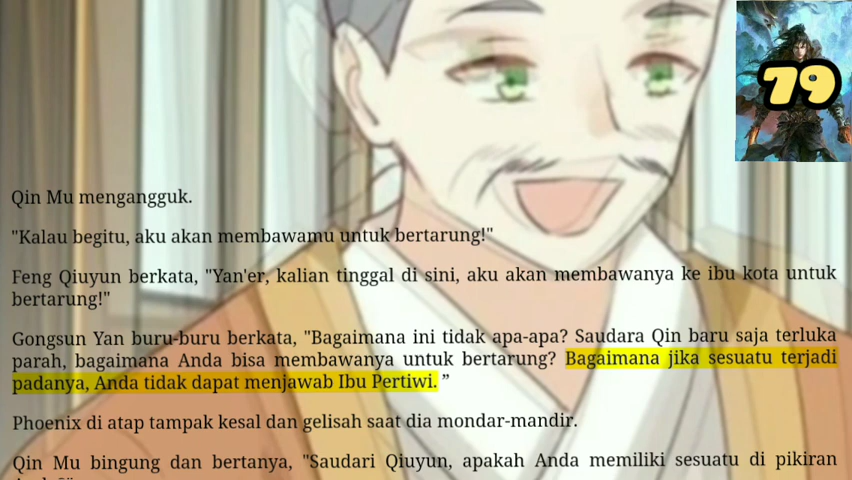 79
Qin Mu mengangguk.
"Kalau begitu, aku akan membawamu untuk bertarung!"
Feng Qiuyun berkata, "Yan'er, kalian tinggal di sini, aku akan membawanya ke ibu kota untuk
bertarung!"
Gongsun Yan buru-buru berkata, "Bagaimana ini tidak apa-apa? Saudara Qin baru saja terluka
parah, bagaimana Anda bisa membawanya untuk bertarung? Bagaimana jika sesuatu terjadi
padanya, Anda tidak dapat menjawab Ibu Pertiwi. ”
Phoenix di atap tampak kesal dan gelisah saat dia mondar-mandir.
Qin Mu bingung dan bertanya, "Saudari Qiuyun, apakah Anda memiliki sesuatu di pikiran